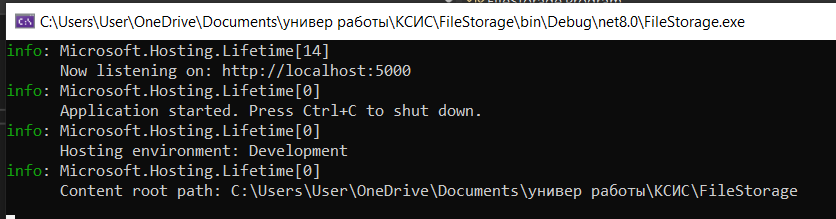 C:\Users\User\OneDrive\Documents\универ работы\КСИС\FileStorage\bin\Debug\net8.0\FileStorage.exe
info: Microsoft.Hosting.Lifetime[14]
Now listening on: http://localhost:5000
info: Microsoft.Hosting.Lifetime[0]
Application started. Press Ctrl+C to shut down.
info: Microsoft.Hosting.Lifetime[0]
Hosting environment: Development
info: Microsoft.Hosting.Lifetime[0]
Content root path: C:\Users\User\OneDrive\Documents\универ работы\КСИС\FileStorage